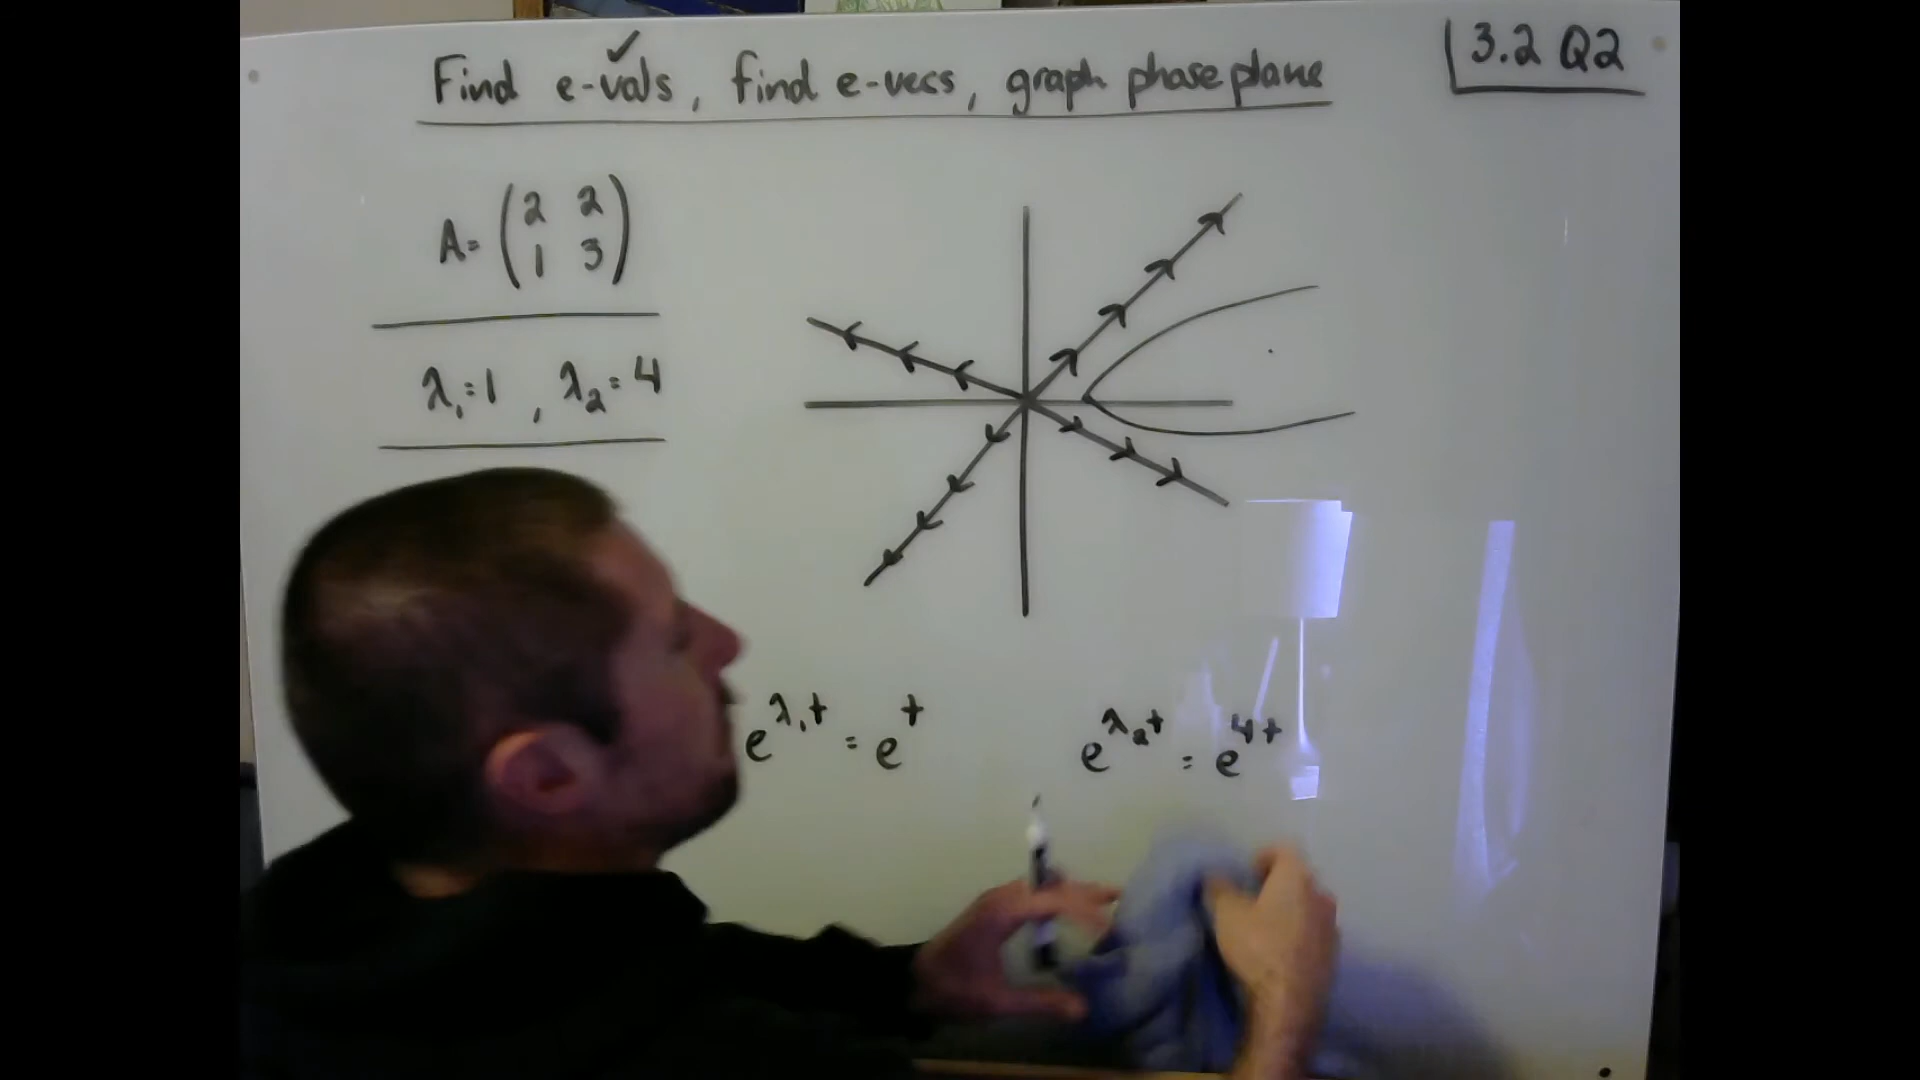 Find e-vals, find e-vecs, graph phase plane
3.2 Q2
A = (2 2
1 3)
λ₁ = 1 , λ₂ = 4
e^{λ₁t} = e^{t}
e^{λ₂t} = e^{4t}